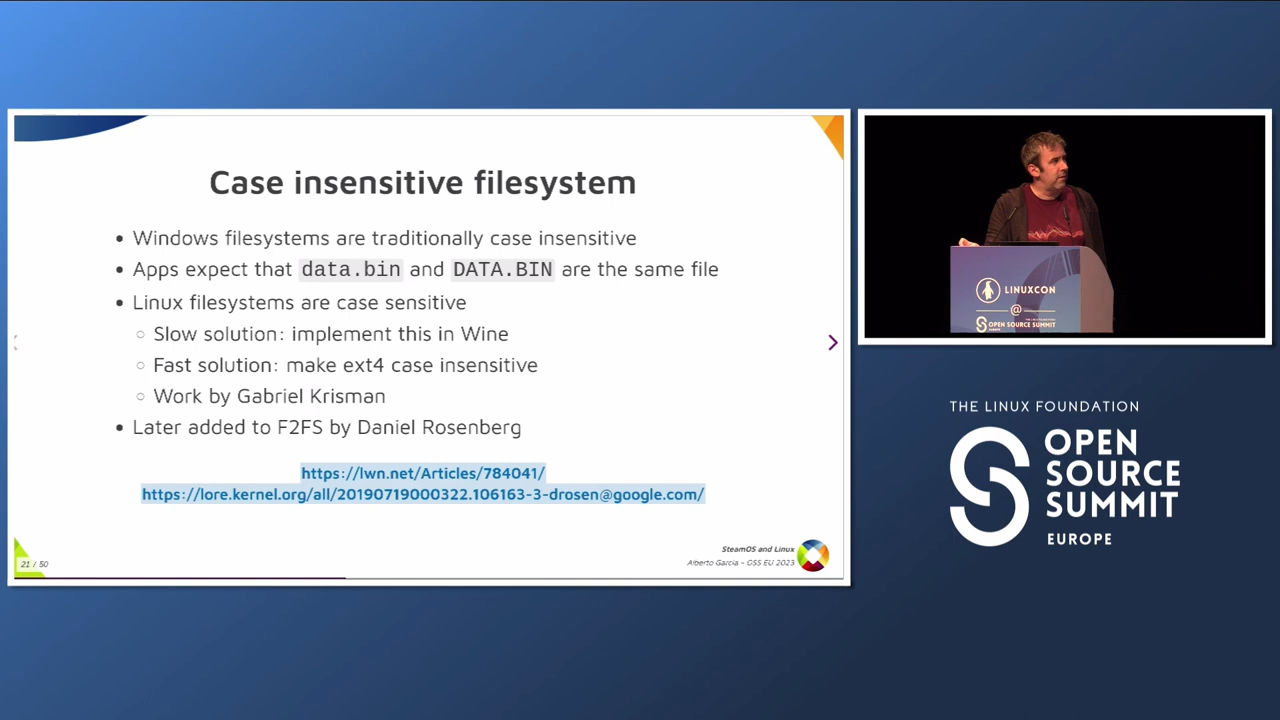 Case insensitive filesystem
Windows filesystems are traditionally case insensitive
Apps expect that data.bin and DATA.BIN are the same file
Linux filesystems are case sensitive
Slow solution: implement this in Wine
Fast solution: make ext4 case insensitive
Work by Gabriel Krisman
Later added to F2FS by Daniel Rosenberg
https://lwn.net/Articles/784041/
https://lore.kernel.org/all/20190719000322.106163-3-drosen@google.com/
21 / 50
SteamOS and Linux
Alberto Garcia - OSS EU 2023
LINUXCON
@
THE LINUX FOUNDATION
OPEN SOURCE SUMMIT
THE LINUX FOUNDATION
OPEN
SOURCE
SUMMIT
EUROPE